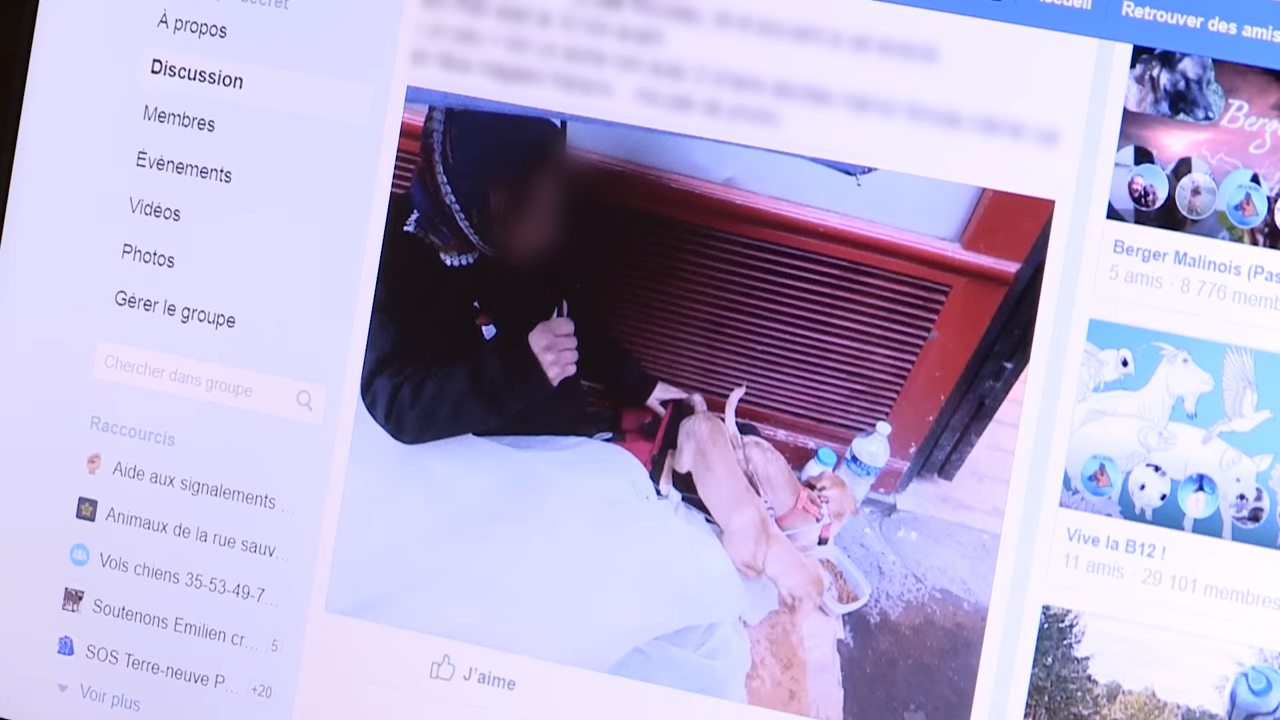 À propos
Discussion
Membres
Évènements
Vidéos
Photos
Gérer le groupe
Chercher dans groupe
Raccourcis
Aide aux signalements ...
Animaux de la rue sauv...
Vols chiens 35-53-49-7...
Soutenons Emilien cr... 5
SOS Terre-neuve P... +20
Voir plus
J'aime
Retrouver des amis
Berg
Berger Malinois (Pas
5 amis · 8 776 memb
Vive la B12 !
11 amis · 29 101 membres